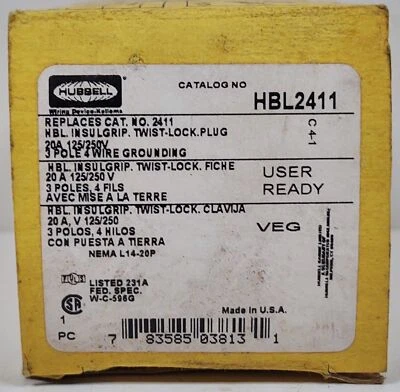 HUBBELL
Wiring Device-Kellems
CATALOG NO
HBL2411
REPLACES CAT. NO. 2411
HBL. INSULGRIP. TWIST-LOCK.PLUG
20A 125/250V
3 POLE 4 WIRE GROUNDING
C 4-1
HBL. INSULGRIP. TWIST-LOCK. FICHE
20 A 125/250 V
3 POLES, 4 FILS
AVEC MISE A LA TERRE
USER
READY
HBL. INSULGRIP. TWIST-LOCK. CLAVIJA
20 A, V 125/250
3 POLOS, 4 HILOS
CON PUESTA A TIERRA
VEG
NEMA L14-20P
LISTED 231A
FED. SPEC.
W-C-596G
Made in U.S.A.
1
PC
7 83585 03813 1